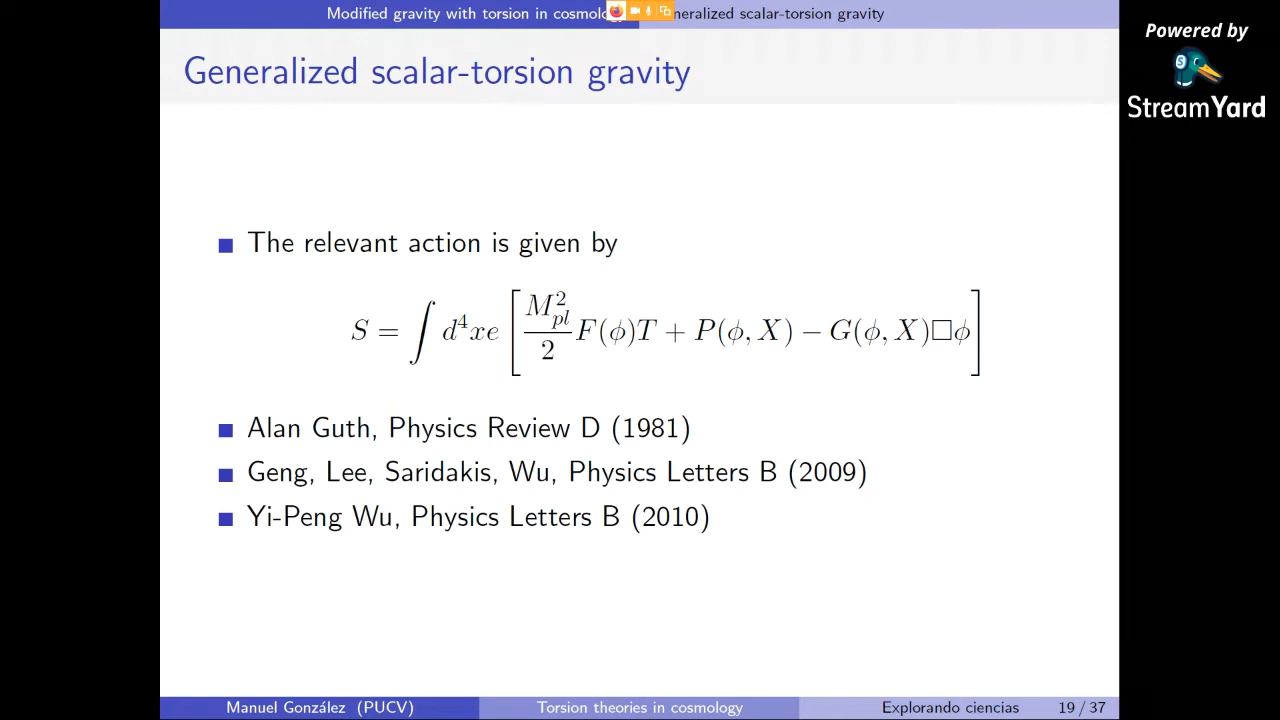 Modified gravity with torsion in cosmology
neralized scalar-torsion gravity
Powered by
StreamYard
Generalized scalar-torsion gravity
The relevant action is given by
S = ∫ d⁴xe [ M²_pl / 2 F(ϕ)T + P(ϕ, X) − G(ϕ, X)□ϕ ]
Alan Guth, Physics Review D (1981)
Geng, Lee, Saridakis, Wu, Physics Letters B (2009)
Yi-Peng Wu, Physics Letters B (2010)
Manuel González (PUCV)
Torsion theories in cosmology
Explorando ciencias
19 / 37